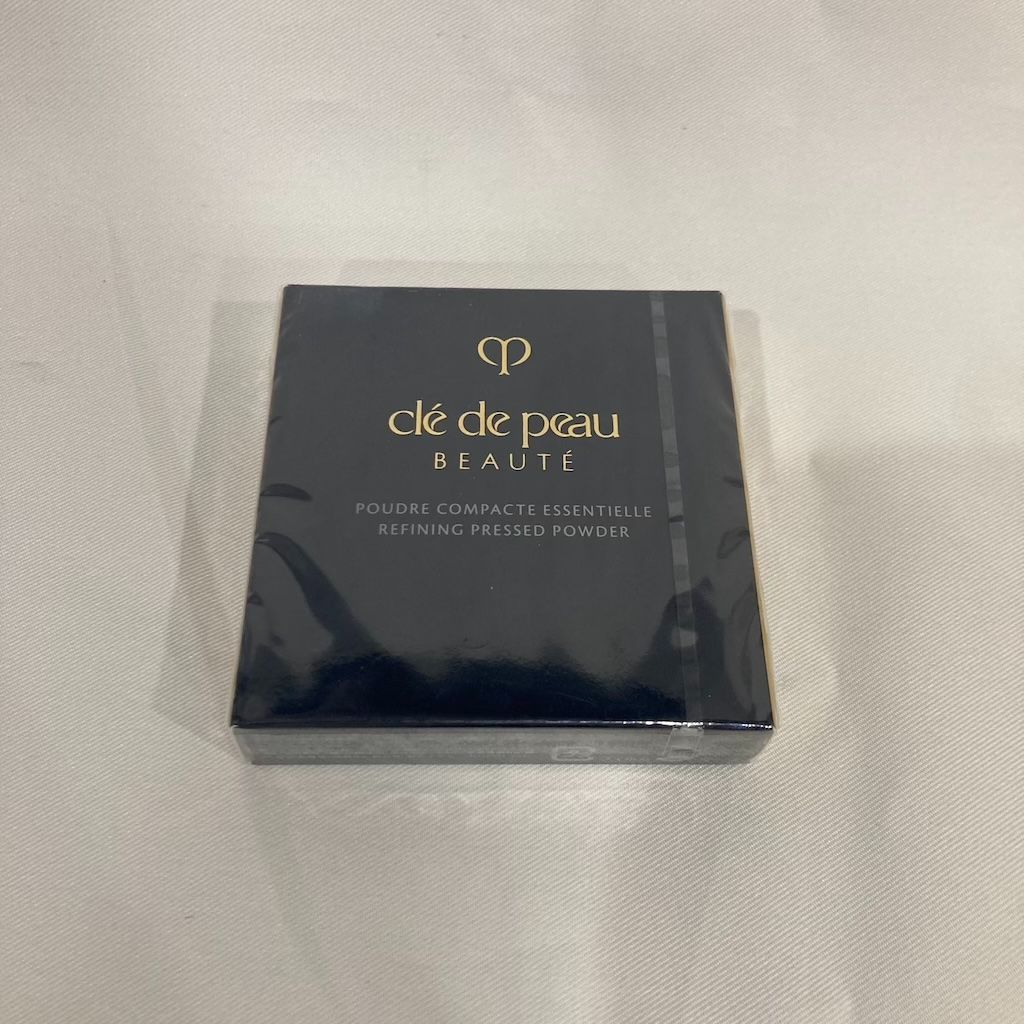 clé de peau
BEAUTÉ
POUDRE COMPACTE ESSENTIELLE
REFINING PRESSED POWDER